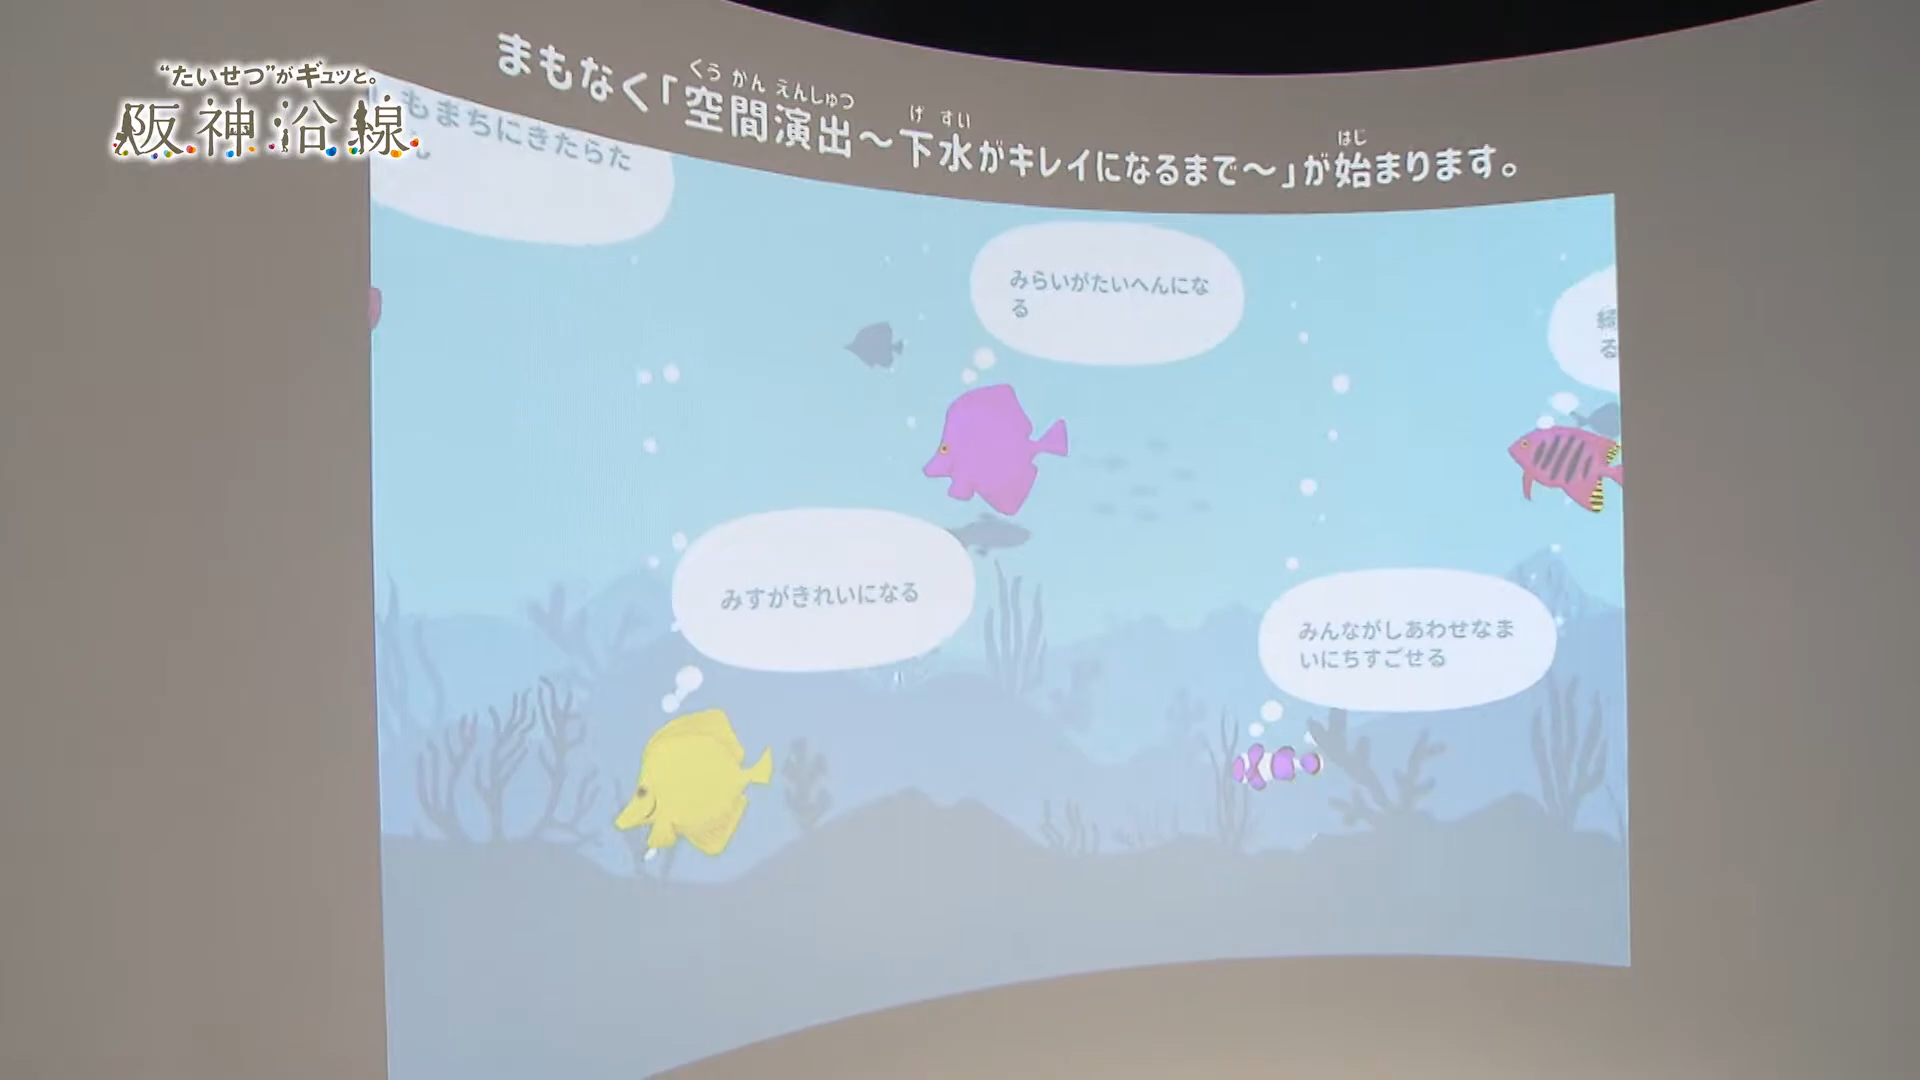 “たいせつ”がギュッと。
阪神沿線
まもなく「空間演出～下水がキレイになるまで～」が始まります。
くうかんえんしゅつ
げすい
はじ
もまちにきたらた
みらいがたいへんにな
る
る
みすがきれいになる
みんながしあわせなま
いにちすごせる